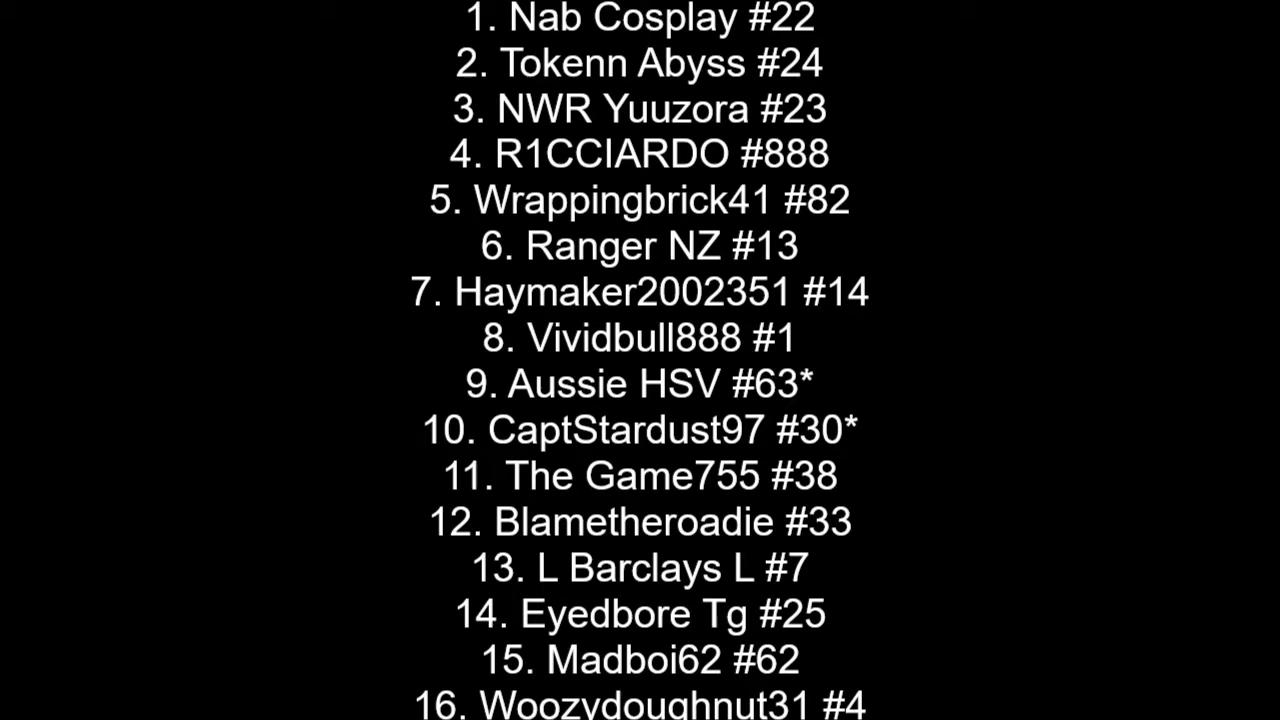 1. Nab Cosplay #22
2. Tokenn Abyss #24
3. NWR Yuuzora #23
4. R1CCIARDO #888
5. Wrappingbrick41 #82
6. Ranger NZ #13
7. Haymaker2002351 #14
8. Vividbull888 #1
9. Aussie HSV #63*
10. CaptStardust97 #30*
11. The Game755 #38
12. Blametheroadie #33
13. L Barclays L #7
14. Eyedbore Tg #25
15. Madboi62 #62
16. Woozydoughnut31 #4